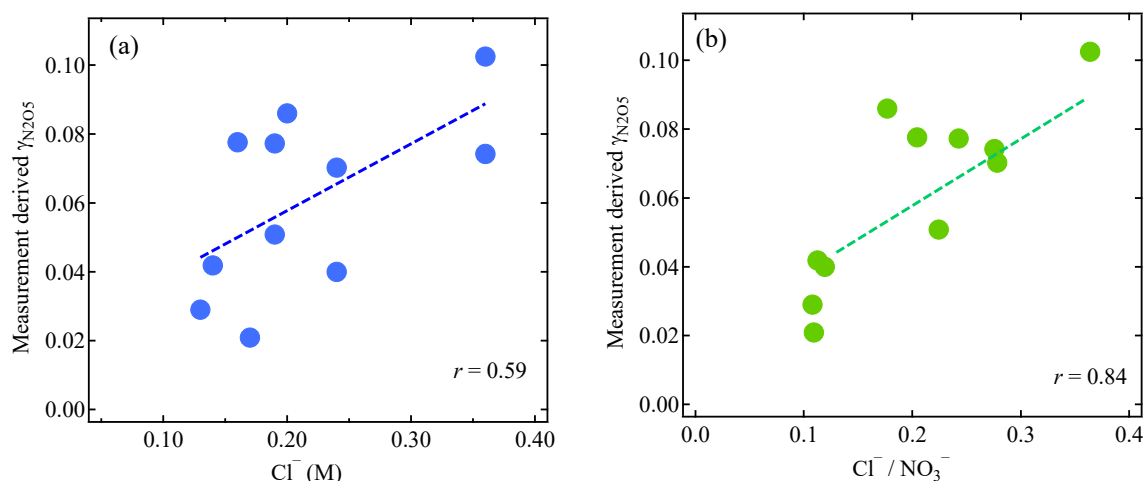 (a)
Measurement derived γN2O5
0.10
0.08
0.06
0.04
0.02
0.00
r = 0.59
0.10
0.20
0.30
0.40
Cl⁻ (M)
(b)
Measurement derived γN2O5
0.10
0.08
0.06
0.04
0.02
0.00
r = 0.84
0.0
0.1
0.2
0.3
0.4
Cl⁻ / NO₃⁻